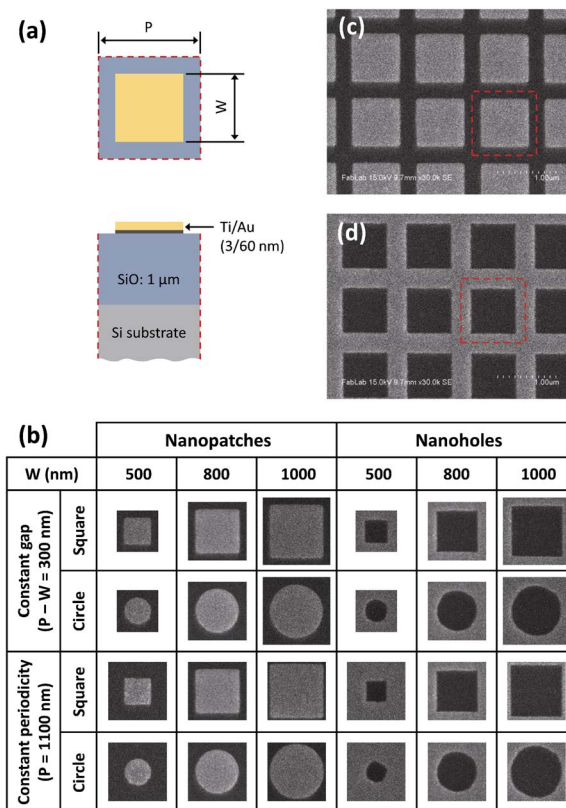 (a)
P
W
Ti/Au
(3/60 nm)
SiO: 1 μm
Si substrate
(c)
FabLab 15.0kV 9.7mm x30.0k SE
1.00um
(d)
FabLab 15.0kV 9.7mm x30.0k SE
1.00um
(b)
Nanopatches Nanoholes
W (nm) 500 800 1000 500 800 1000
Constant gap
(P – W = 300 nm)
Square
Circle
Constant periodicity
(P = 1100 nm)
Square
Circle